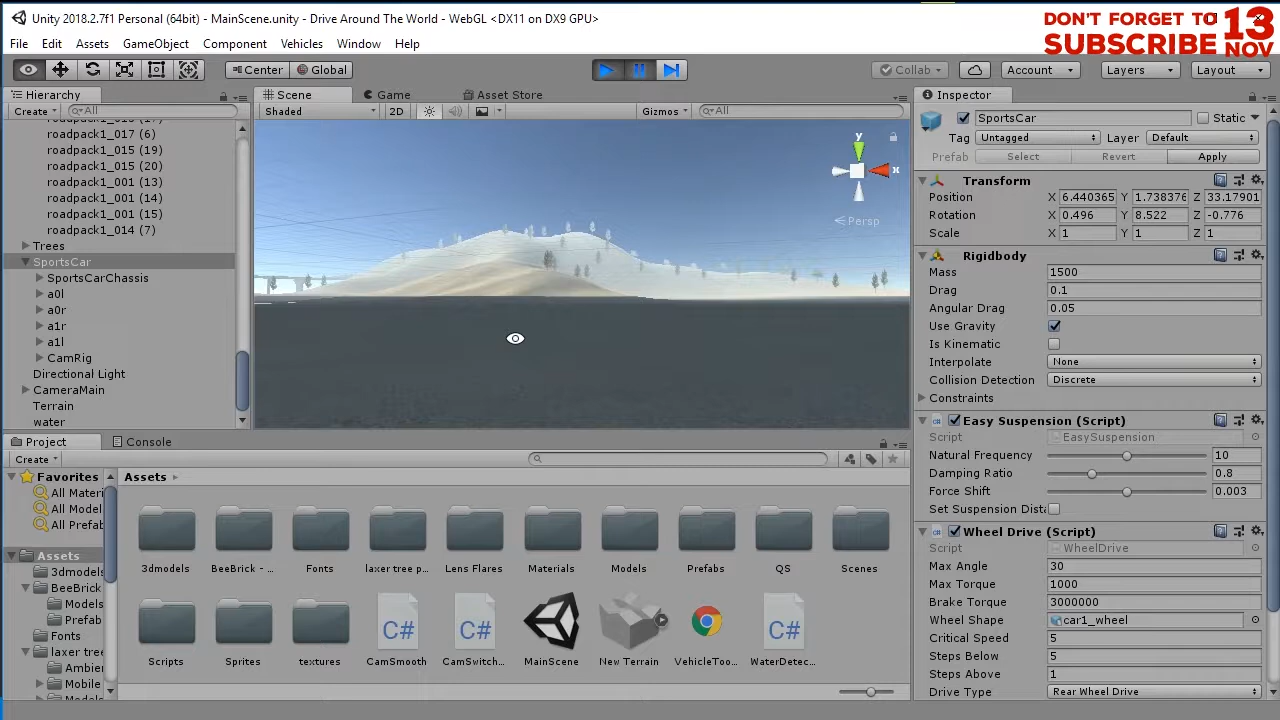 Unity 2018.2.7f1 Personal (64bit) - MainScene.unity - Drive Around The World - WebGL <DX11 on DX9 GPU>
DON'T FORGET TO
SUBSCRIBE
13
NOV
File Edit Assets GameObject Component Vehicles Window Help
Center Global Collab Account Layers Layout
Hierarchy
Create All
roadpack1_017 (6)
roadpack1_015 (19)
roadpack1_015 (20)
roadpack1_001 (13)
roadpack1_001 (14)
roadpack1_001 (15)
roadpack1_014 (7)
Trees
SportsCar
SportsCarChassis
a0l
a0r
a1r
a1l
CamRig
Directional Light
CameraMain
Terrain
water
Scene Game Asset Store
Shaded 2D Gizmos All
y
x
Persp
Project Console
Create
Favorites
All Materi
All Model
All Prefab
Assets
3dmodels
BeeBrick
Models
Prefab
Fonts
laxer tree
Ambien
Mobile
Models
Assets
3dmodels BeeBrick - ... Fonts laxer tree p... Lens Flares Materials Models Prefabs QS Scenes
Scripts Sprites textures CamSmooth CamSwitch... MainScene New Terrain VehicleToo... WaterDetec...
C# C# C#
Inspector
SportsCar Static
Tag Untagged Layer Default
Prefab Select Revert Apply
Transform
Position X 6.440365 Y 1.738376 Z 33.17901
Rotation X 0.496 Y 8.522 Z -0.776
Scale X 1 Y 1 Z 1
Rigidbody
Mass 1500
Drag 0.1
Angular Drag 0.05
Use Gravity
Is Kinematic
Interpolate None
Collision Detection Discrete
Constraints
Easy Suspension (Script)
Script EasySuspension
Natural Frequency 10
Damping Ratio 0.8
Force Shift 0.003
Set Suspension Dist
Wheel Drive (Script)
Script WheelDrive
Max Angle 30
Max Torque 1000
Brake Torque 3000000
Wheel Shape car1_wheel
Critical Speed 5
Steps Below 5
Steps Above 1
Drive Type Rear Wheel Drive